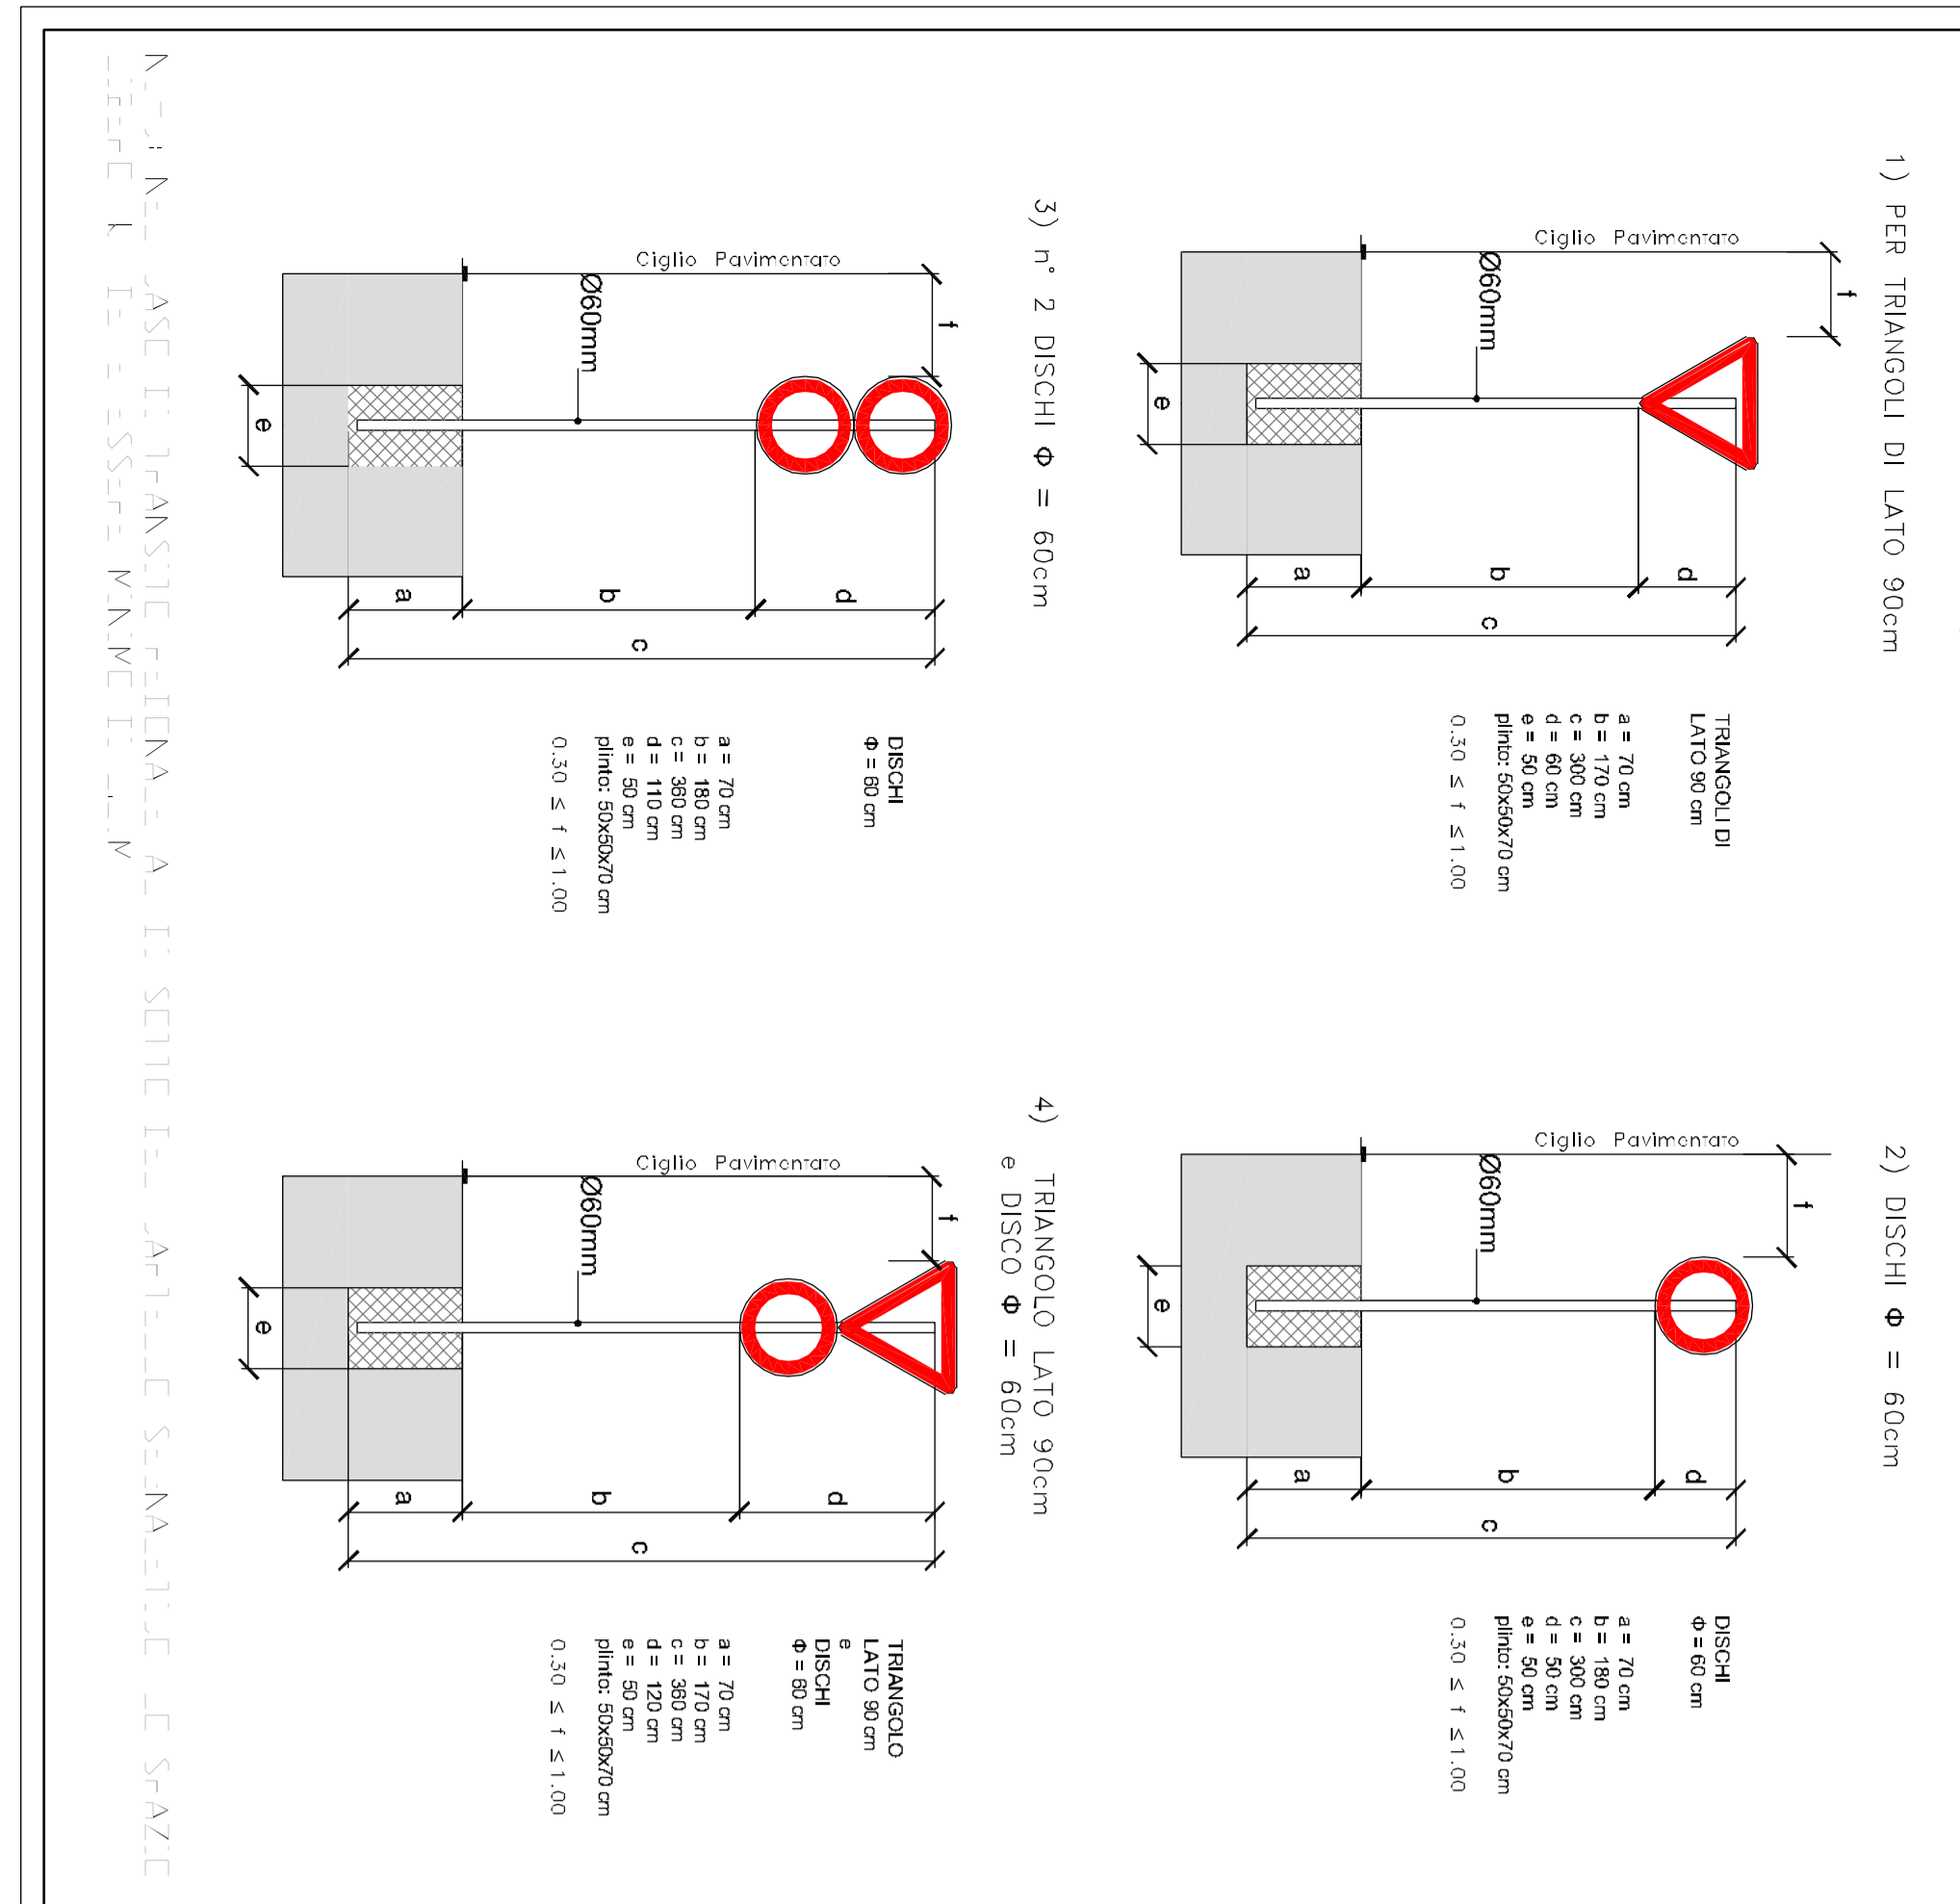 1) PER TRIANGOLI DI LATO 90cm
Ciglio Pavimentato
f
Ø60mm
e
a
b
d
c
TRIANGOLI DI
LATO 90 cm
a = 70 cm
b = 170 cm
c = 300 cm
d = 60 cm
e = 50 cm
plinto: 50x50x70 cm
0.30 ≤ f ≤1.00
2) DISCHI Φ = 60cm
Ciglio Pavimentato
f
Ø60mm
e
a
b
d
c
DISCHI
Φ = 60 cm
a = 70 cm
b = 180 cm
c = 300 cm
d = 50 cm
e = 50 cm
plinto: 50x50x70 cm
0.30 ≤ f ≤1.00
3) n° 2 DISCHI Φ = 60cm
Ciglio Pavimentato
f
Ø60mm
e
a
b
d
c
DISCHI
Φ = 60 cm
a = 70 cm
b = 180 cm
c = 360 cm
d = 110 cm
e = 50 cm
plinto: 50x50x70 cm
0.30 ≤ f ≤1.00
4) TRIANGOLO LATO 90cm
e DISCO Φ = 60cm
Ciglio Pavimentato
f
Ø60mm
e
a
b
d
c
TRIANGOLO
LATO 90 cm
e
DISCHI
Φ = 60 cm
a = 70 cm
b = 170 cm
c = 360 cm
d = 120 cm
e = 50 cm
plinto: 50x50x70 cm
0.30 ≤ f ≤1.00